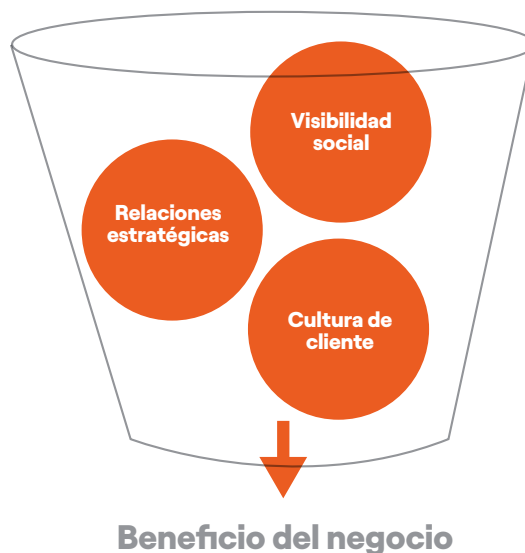 Visibilidad
social
Relaciones
estratégicas
Cultura de
cliente
Beneficio del negocio